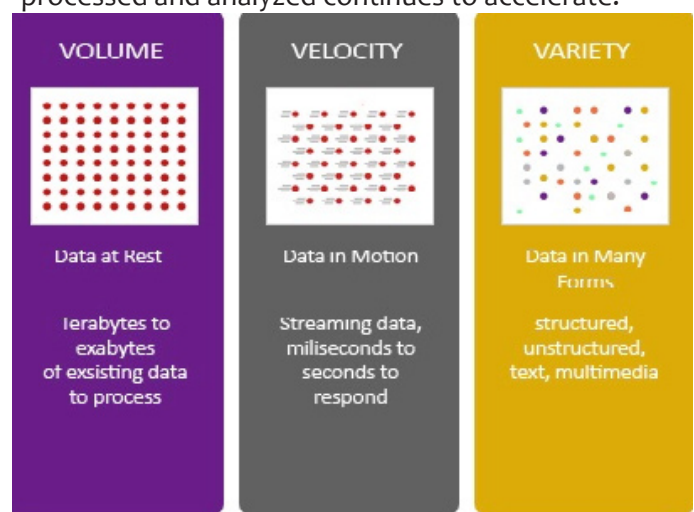 processed and analyzed continues to accelerate.
VOLUME
Data at Rest
Terabytes to
exabytes
of exsisting data
to process
VELOCITY
Data in Motion
Streaming data,
miliseconds to
seconds to
respond
VARIETY
Data in Many
Forms
structured,
unstructured,
text, multimedia